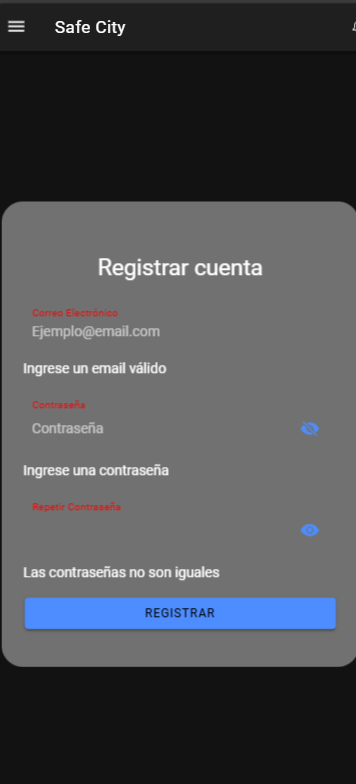 Safe City
Registrar cuenta
Correo Electrónico
Ejemplo@email.com
Ingrese un email válido
Contraseña
Contraseña
Ingrese una contraseña
Repetir Contraseña
Las contraseñas no son iguales
REGISTRAR